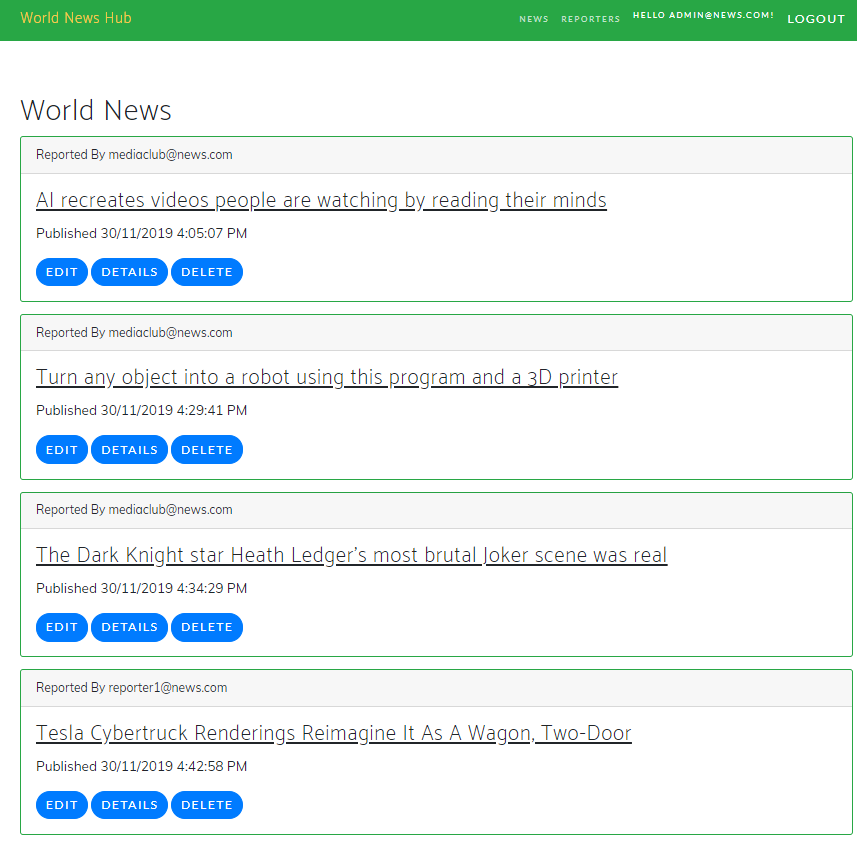 World News Hub
NEWS REPORTERS HELLO ADMIN@NEWS.COM! LOGOUT
World News
Reported By mediaclub@news.com
AI recreates videos people are watching by reading their minds
Published 30/11/2019 4:05:07 PM
EDIT DETAILS DELETE
Reported By mediaclub@news.com
Turn any object into a robot using this program and a 3D printer
Published 30/11/2019 4:29:41 PM
EDIT DETAILS DELETE
Reported By mediaclub@news.com
The Dark Knight star Heath Ledger's most brutal Joker scene was real
Published 30/11/2019 4:34:29 PM
EDIT DETAILS DELETE
Reported By reporter1@news.com
Tesla Cybertruck Renderings Reimagine It As A Wagon, Two-Door
Published 30/11/2019 4:42:58 PM
EDIT DETAILS DELETE